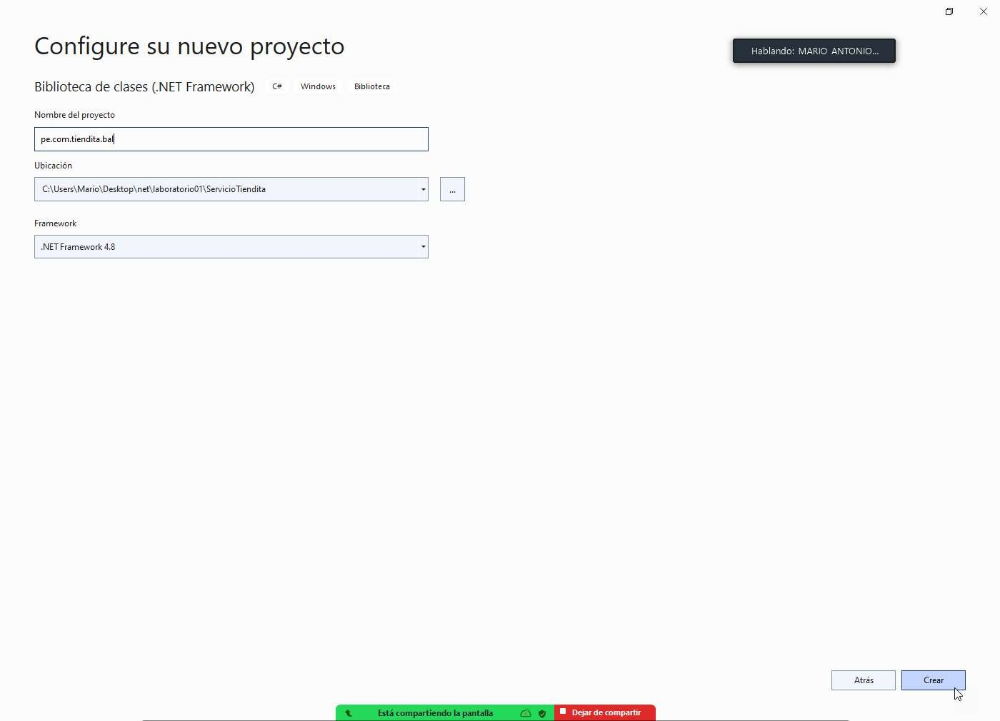 Configure su nuevo proyecto
Hablando: MARIO ANTONIO...
Biblioteca de clases (.NET Framework) C# Windows Biblioteca
Nombre del proyecto
pe.com.tiendita.bal
Ubicación
C:\Users\Mario\Desktop\net\laboratorio01\ServicioTiendita
...
Framework
.NET Framework 4.8
Atrás Crear
Está compartiendo la pantalla Dejar de compartir